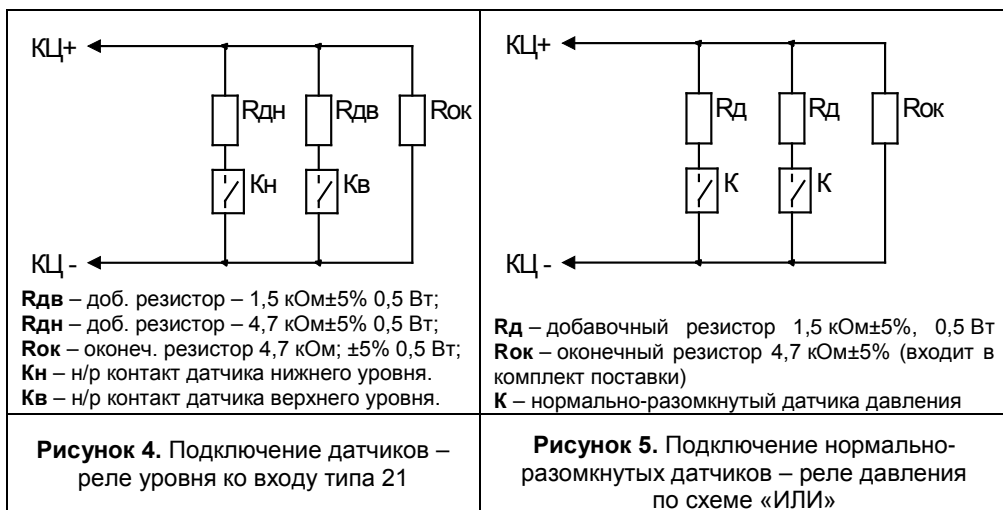 КЦ+
Rдн
Rдв
Rок
Кн
Кв
КЦ -
Rдв – доб. резистор – 1,5 кОм±5% 0,5 Вт;
Rдн – доб. резистор – 4,7 кОм±5% 0,5 Вт;
Rок – оконеч. резистор 4,7 кОм; ±5% 0,5 Вт;
Кн – н/р контакт датчика нижнего уровня.
Кв – н/р контакт датчика верхнего уровня.
Рисунок 4. Подключение датчиков –
реле уровня ко входу типа 21
КЦ+
Rд
Rд
Rок
К
К
КЦ -
Rд – добавочный резистор 1,5 кОм±5%, 0,5 Вт
Rок – оконечный резистор 4,7 кОм±5% (входит в
комплект поставки)
К – нормально-разомкнутый датчика давления
Рисунок 5. Подключение нормально-
разомкнутых датчиков – реле давления
по схеме «ИЛИ»